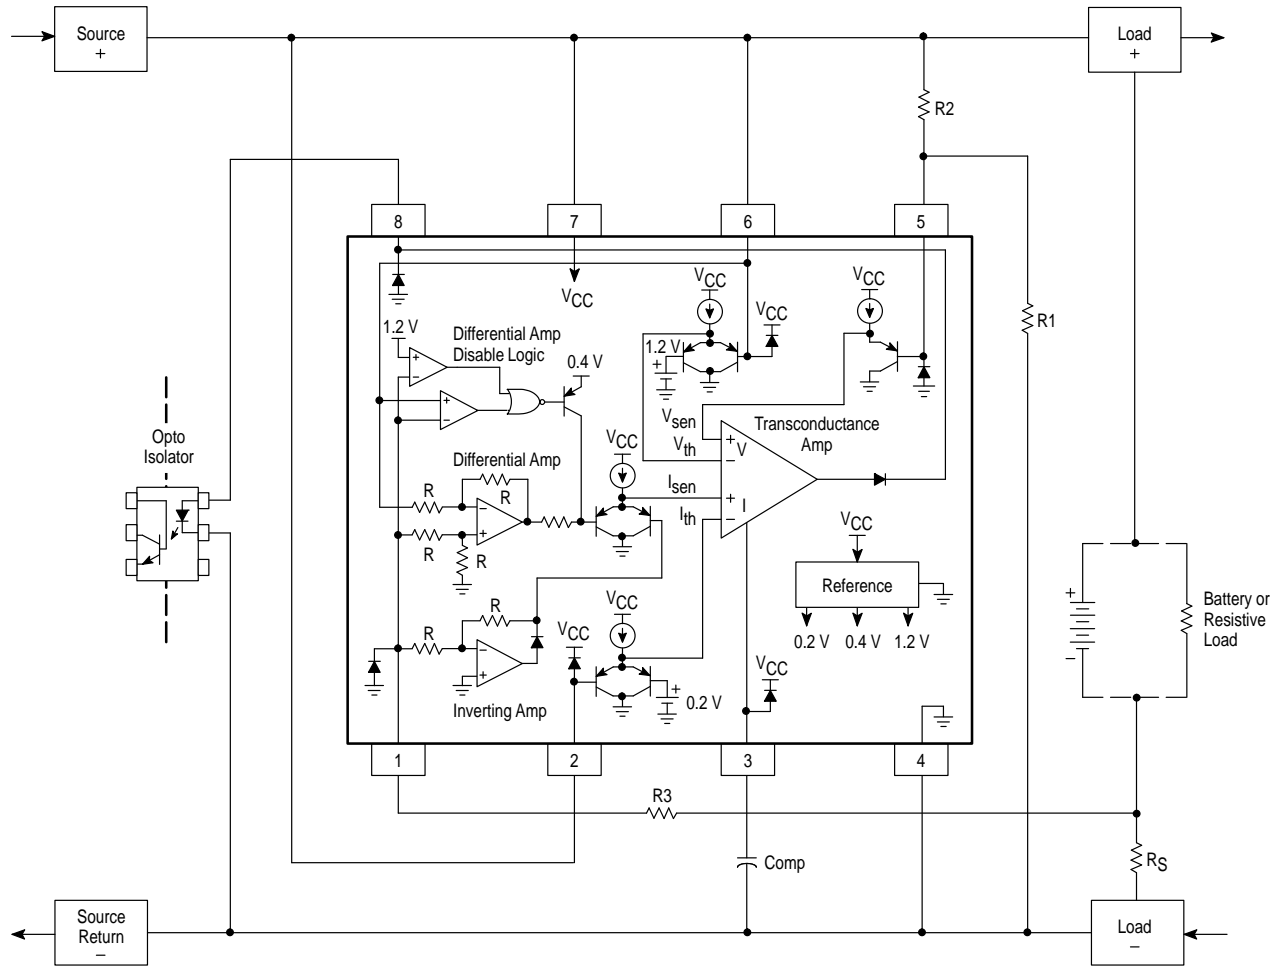 Source
+
Load
+
R2
8
7
6
5
VCC
VCC
VCC
VCC
1.2 V
Differential Amp
Disable Logic
0.4 V
1.2 V
+
R1
+
−
+
−
Vsen
Vth
Transconductance
Amp
+
V
−
Opto
Isolator
VCC
Differential Amp
R
R
−
+
Isen
Ith
+
I
−
VCC
R
R
Reference
0.2 V
0.4 V
1.2 V
+
−
Battery or
Resistive
Load
R
R
VCC
VCC
−
+
Inverting Amp
+
0.2 V
VCC
1
2
3
4
R3
Comp
RS
Source
Return
−
Load
−